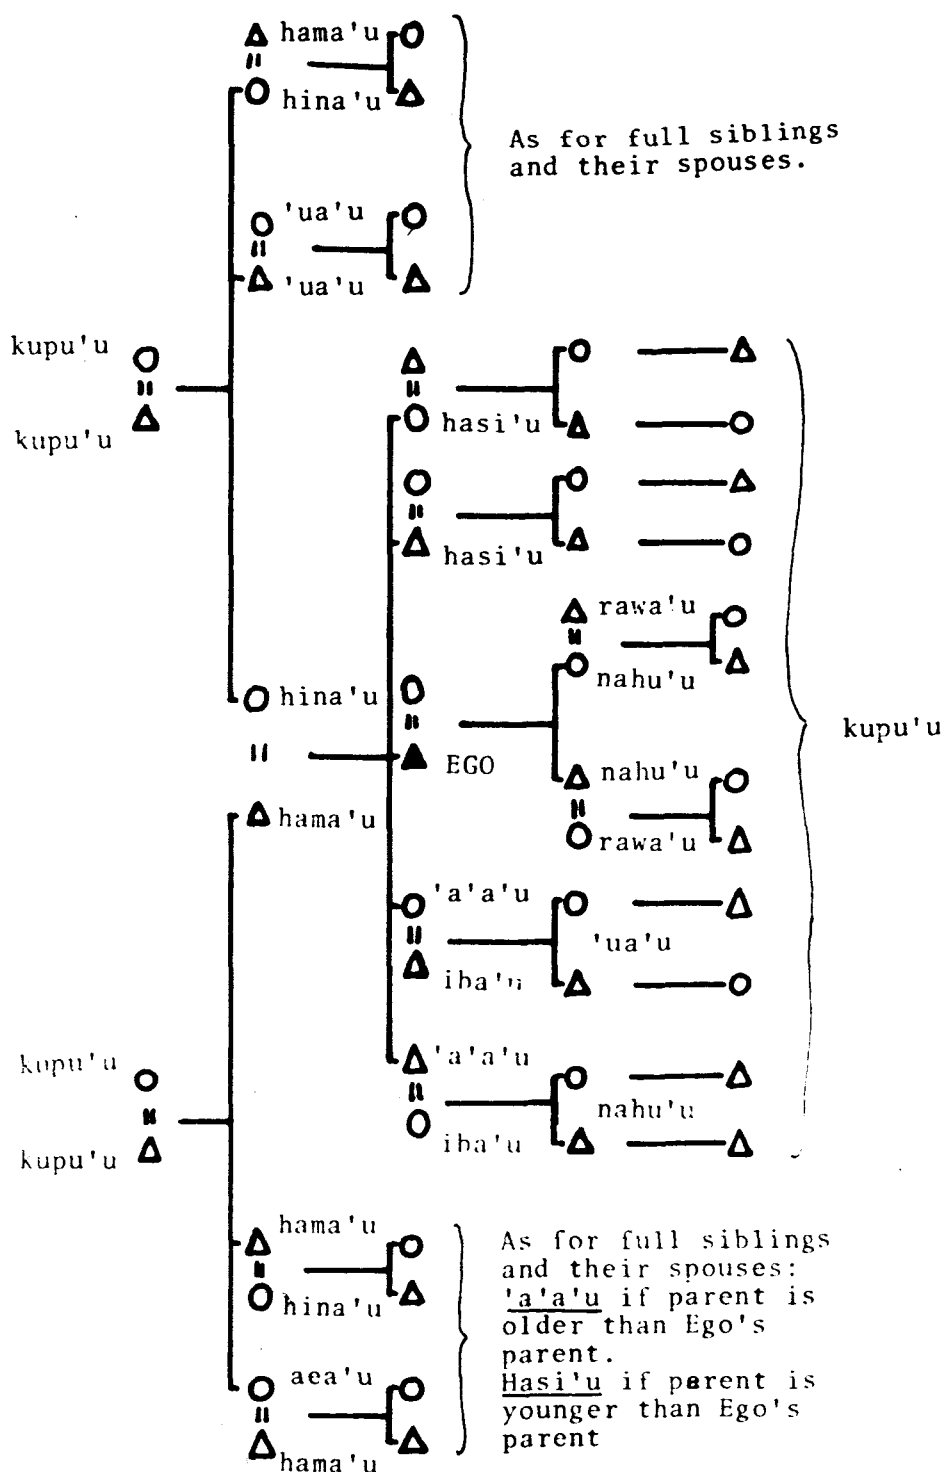 hama'u
hina'u
As for full siblings
and their spouses.
'ua'u
'ua'u
kupu'u
kupu'u
hasi'u
hasi'u
rawa'u
nahu'u
hina'u
EGO
nahu'u
hama'u
rawa'u
kupu'u
'a'a'u
'ua'u
iba'u
'a'a'u
kupu'u
nahu'u
iba'u
kupu'u
hama'u
hina'u
As for full siblings
and their spouses:
'a'a'u if parent is
older than Ego's
parent.
Hasi'u if parent is
younger than Ego's
parent
aea'u
hama'u